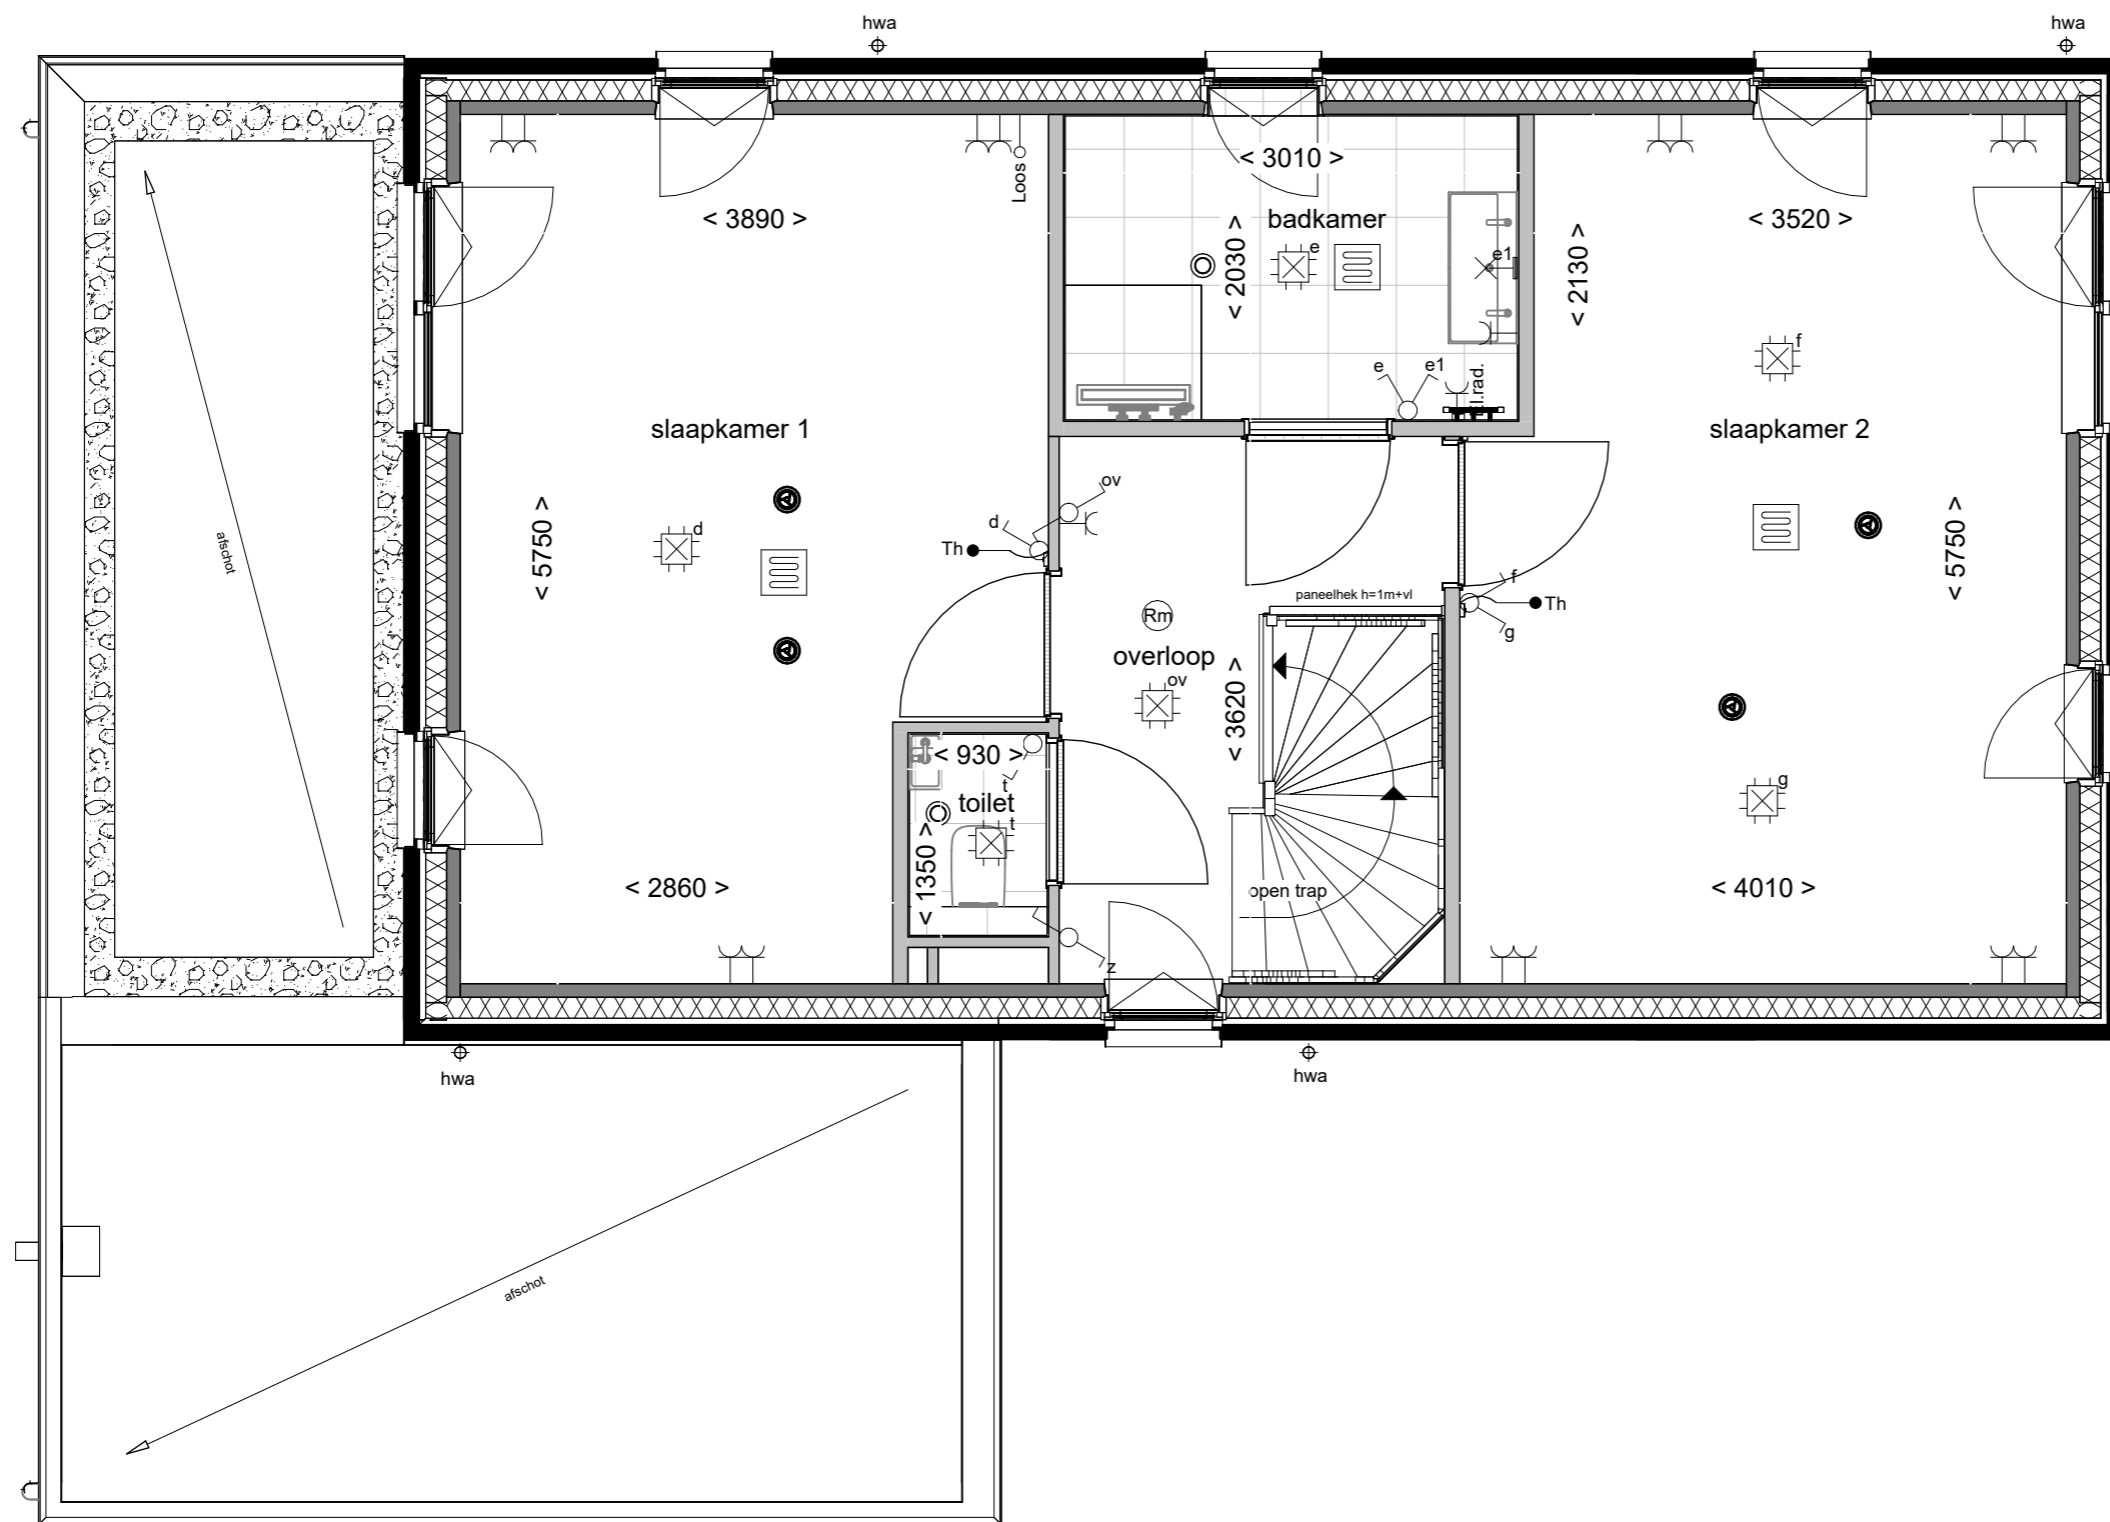 hwa
hwa
< 3010 >
Loos
< 3890 >
badkamer
< 3520 >
e
e1
< 2030 >
< 2130 >
f
e
e1
l.rad.
slaapkamer 1
slaapkamer 2
ov
d
d
Th
< 5750 >
< 5750 >
afschot
f
Th
g
paneelhek h=1m+vl
Rm
overloop
ov
< 3620 >
< 930 >
t
toilet
t
g
< 1350 >
< 2860 >
open trap
< 4010 >
z
hwa
hwa
afschot